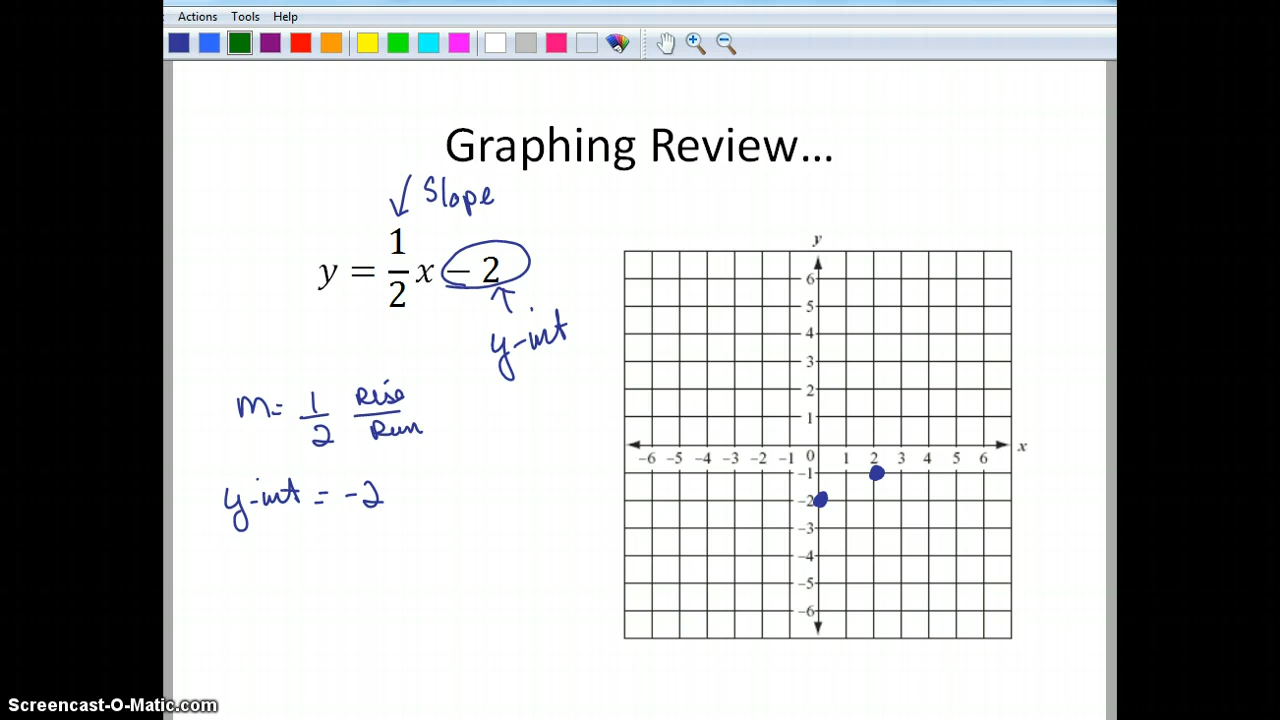 Actions Tools Help
Graphing Review...
Slope
y = 1/2 x − 2
y-int
m = 1/2 Rise/Run
y-int = -2
y
6
5
4
3
2
1
−6 −5 −4 −3 −2 −1 0 1 2 3 4 5 6 x
−1
−2
−3
−4
−5
−6
Screencast-O-Matic.com